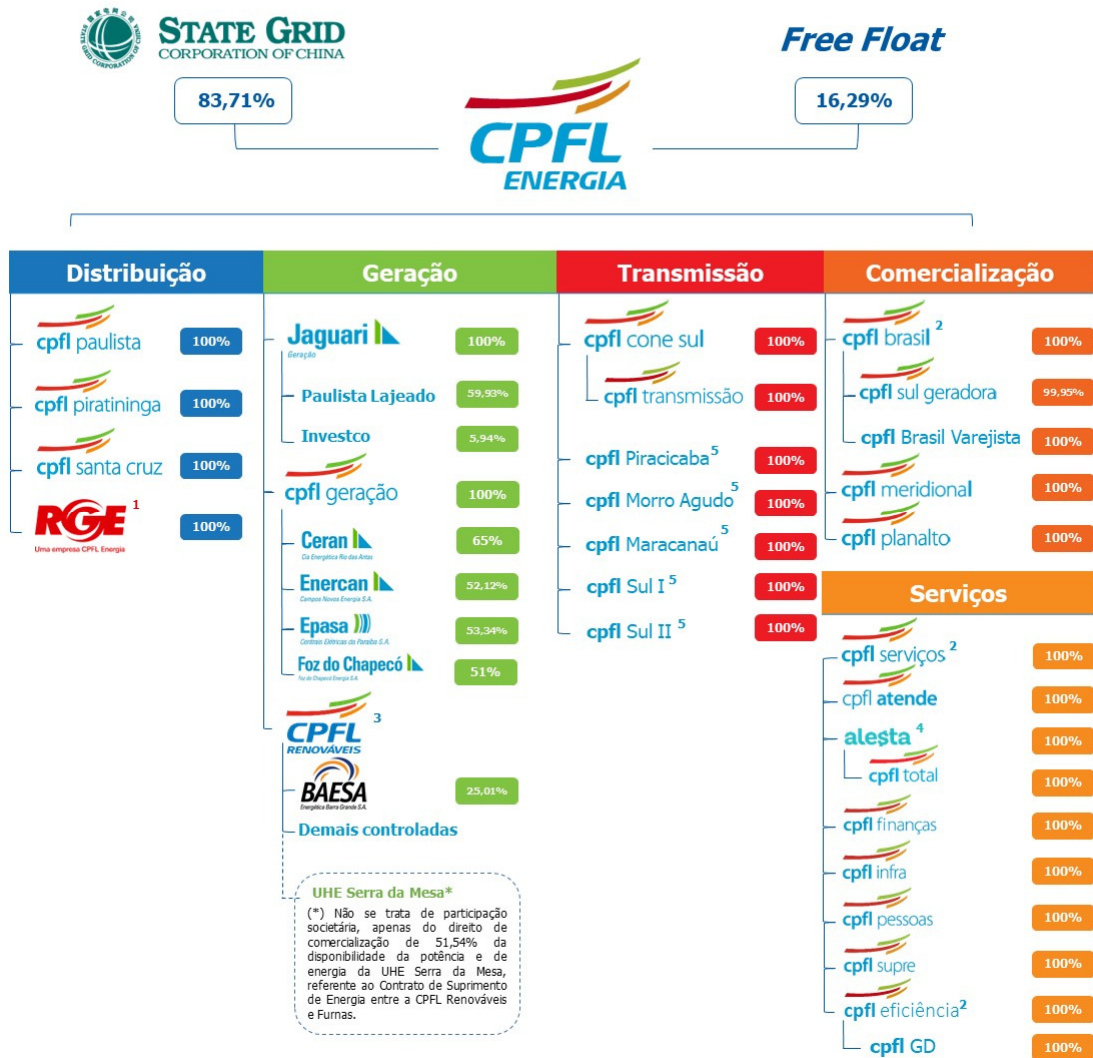 STATE GRID
CORPORATION OF CHINA
Free Float
83,71%
16,29%
CPFL
ENERGIA
Distribuição
cpfl paulista 100%
cpfl piratininga 100%
cpfl santa cruz 100%
RGE 1 100%
Uma empresa CPFL Energia
Geração
Jaguari 100%
Geração
Paulista Lajeado 59,93%
Investco 5,94%
cpfl geração 100%
Ceran 65%
Cia Energética Rio das Antas
Enercan 52,12%
Campos Novos Energia S.A.
Epasa 53,34%
Centrais Elétricas da Paraíba S.A.
Foz do Chapecó 51%
Foz do Chapecó Energia S.A.
CPFL 3
RENOVÁVEIS
BAESA 25,01%
Energética Barra Grande S.A.
Demais controladas
UHE Serra da Mesa*
(*) Não se trata de participação
societária, apenas do direito de
comercialização de 51,54% da
disponibilidade da potência e de
energia da UHE Serra da Mesa,
referente ao Contrato de Suprimento
de Energia entre a CPFL Renováveis
e Furnas.
Transmissão
cpfl cone sul 100%
cpfl transmissão 100%
cpfl Piracicaba 5 100%
cpfl Morro Agudo 5 100%
cpfl Maracanaú 5 100%
cpfl Sul I 5 100%
cpfl Sul II 5 100%
Comercialização
cpfl brasil 2 100%
cpfl sul geradora 99,95%
cpfl Brasil Varejista 100%
cpfl meridional 100%
cpfl planalto 100%
Serviços
cpfl serviços 2 100%
cpfl atende 100%
alesta 4 100%
cpfl total 100%
cpfl finanças 100%
cpfl infra 100%
cpfl pessoas 100%
cpfl supre 100%
cpfl eficiência 2 100%
cpfl GD 100%